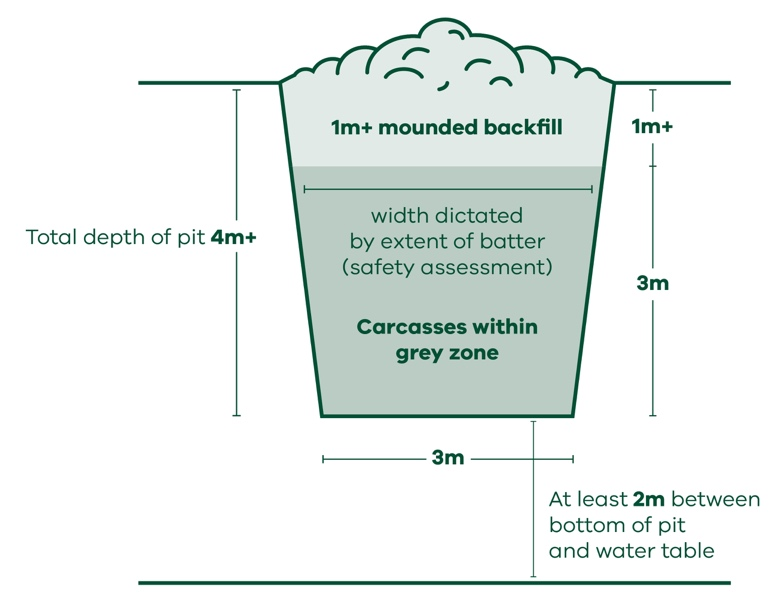 1m+ mounded backfill
1m+
width dictated
by extent of batter
(safety assessment)
Total depth of pit 4m+
3m
Carcasses within
grey zone
3m
At least 2m between
bottom of pit
and water table